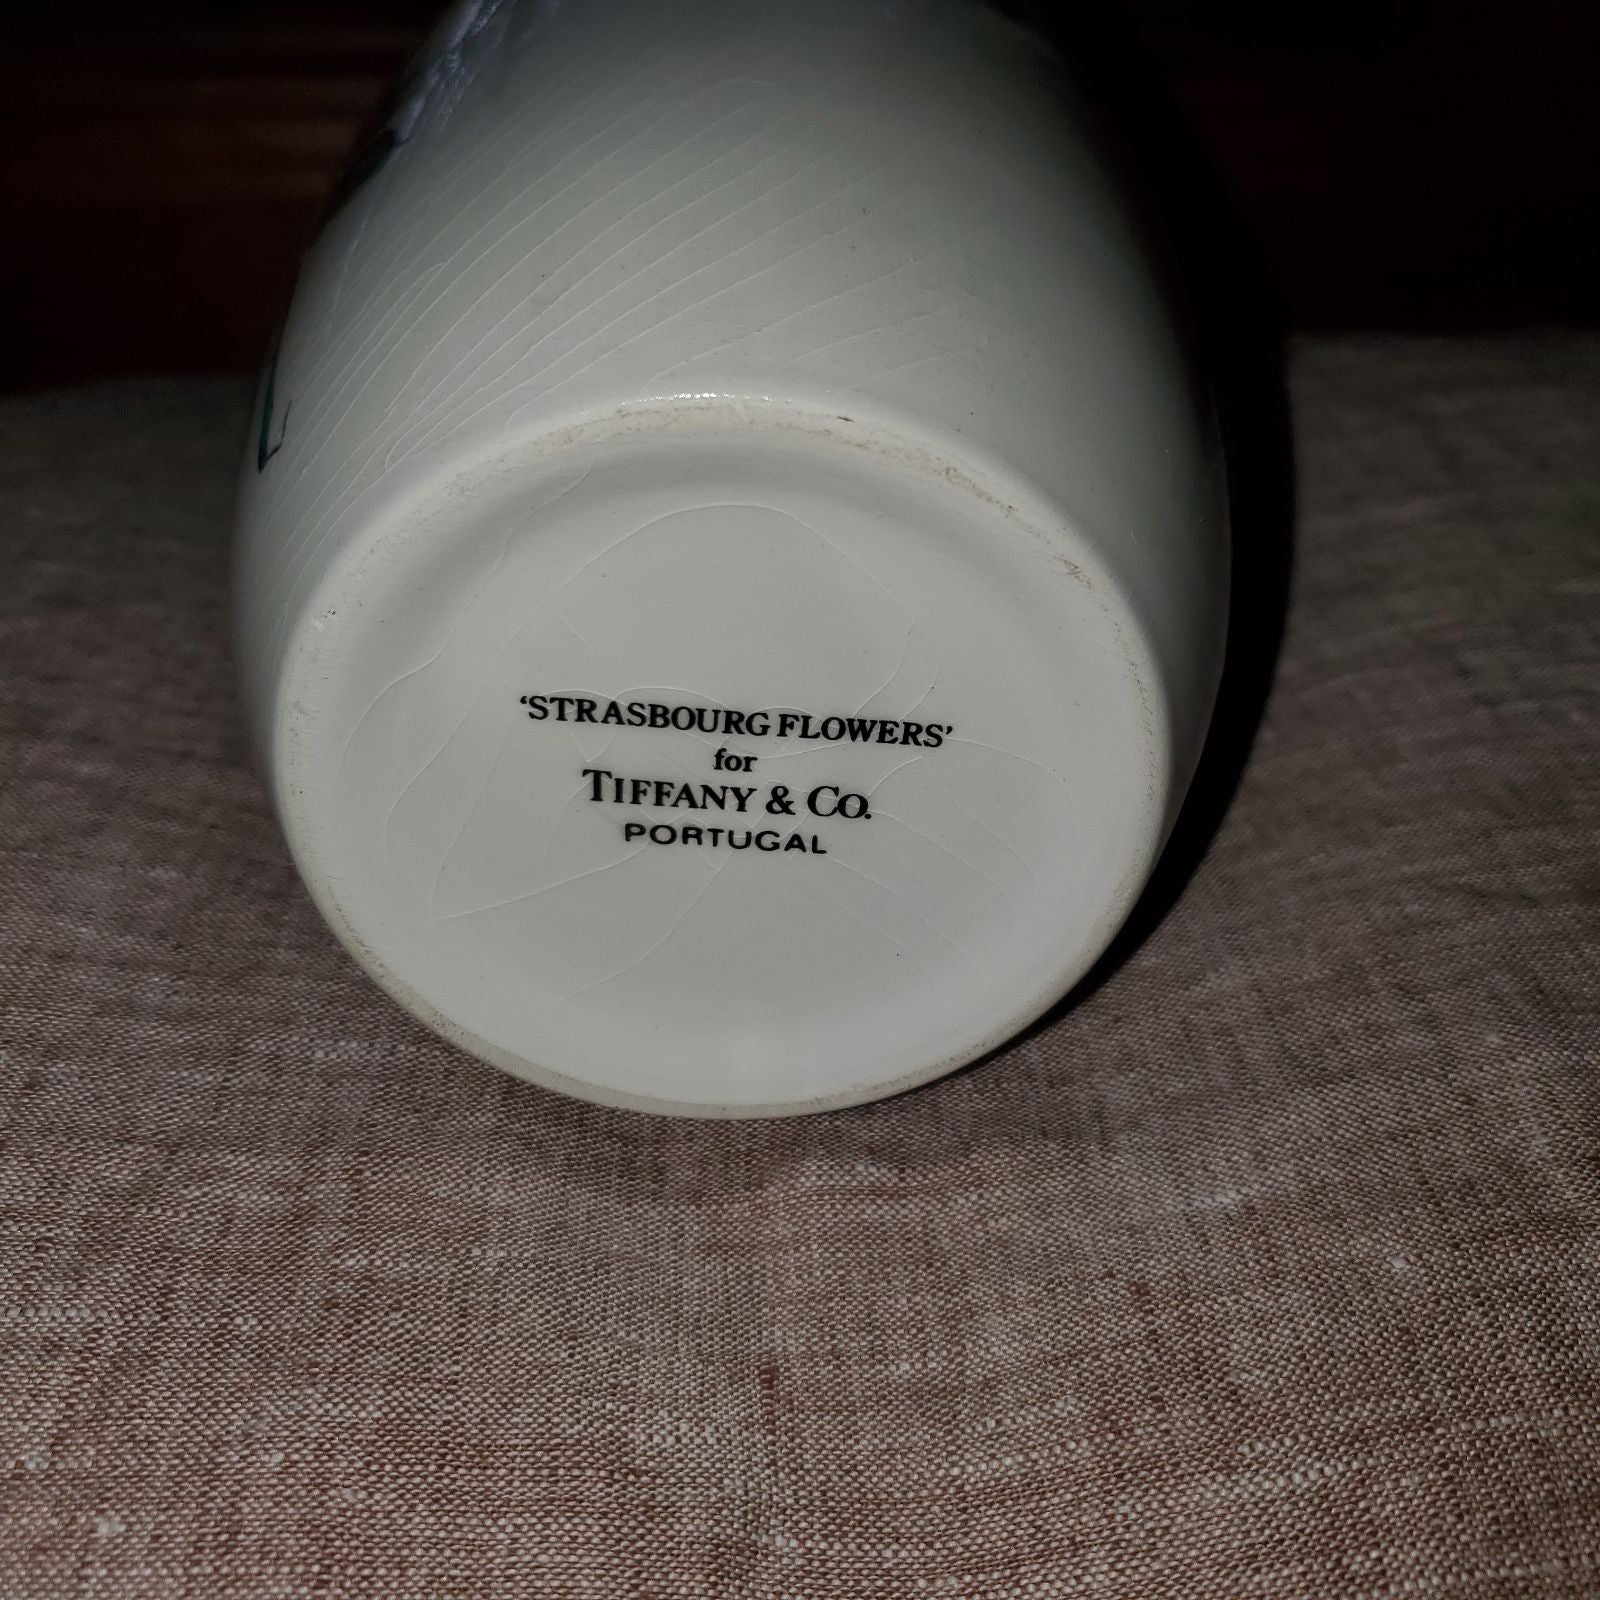 ‘STRASBOURG FLOWERS’
for
TIFFANY & CO.
PORTUGAL